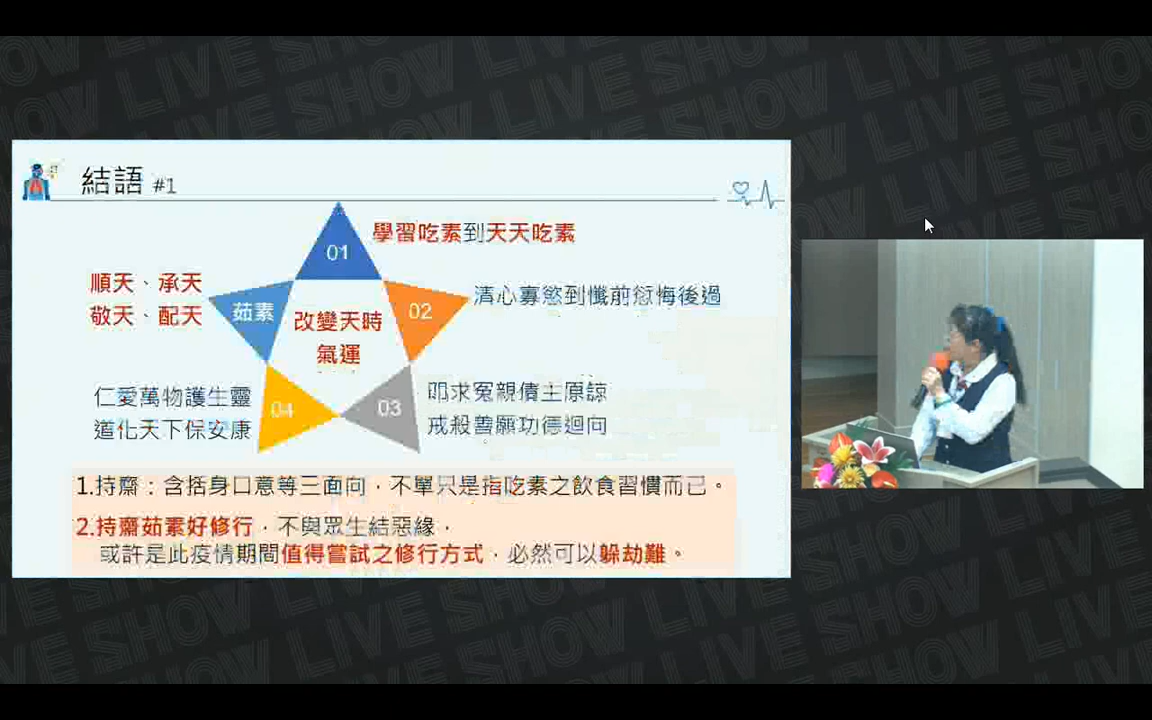 結語 #1
01
學習吃素到天天吃素
順天、承天
敬天、配天
茹素
改變天時
氣運
02
清心寡慾到懺前愆悔後過
仁愛萬物護生靈
道化天下保安康
04
03
叩求冤親債主原諒
戒殺善願功德迴向
1.持齋：含括身口意等三面向，不單只是指吃素之飲食習慣而己。
2.持齋茹素好修行，不與眾生結惡緣，
或許是此疫情期間值得嘗試之修行方式，必然可以躲劫難。
LIVE SHOW